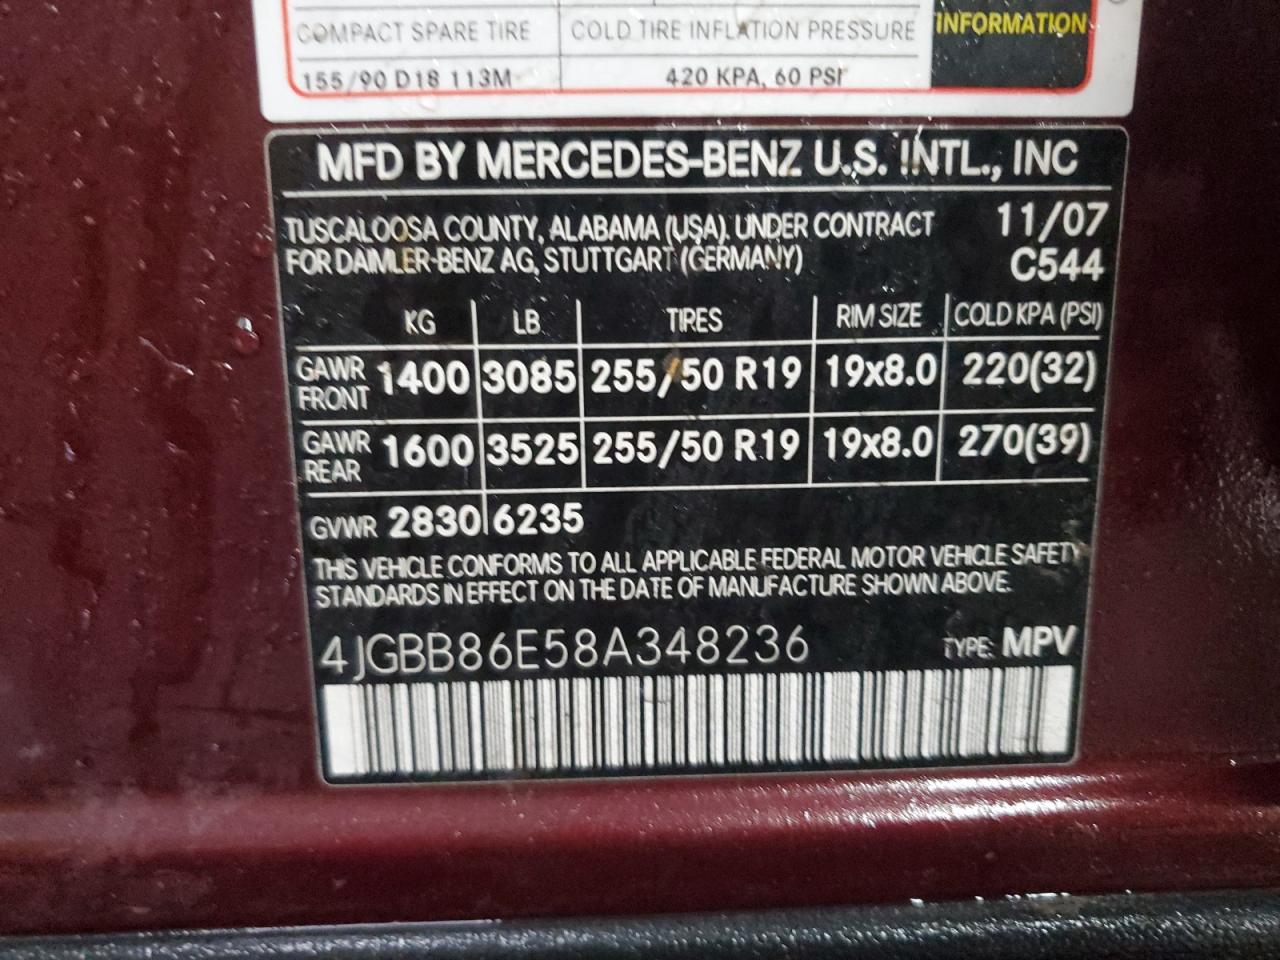 INFORMATION
COMPACT SPARE TIRE COLD TIRE INFLATION PRESSURE
155/90 D18 113M 420 KPA, 60 PSI
MFD BY MERCEDES-BENZ U.S. INTL., INC
TUSCALOOSA COUNTY, ALABAMA (USA). UNDER CONTRACT 11/07
FOR DAIMLER-BENZ AG, STUTTGART (GERMANY) C544
KG LB TIRES RIM SIZE COLD KPA (PSI)
GAWR FRONT 1400 3085 255/50 R19 19x8.0 220(32)
GAWR REAR 1600 3525 255/50 R19 19x8.0 270(39)
GVWR 2830 6235
THIS VEHICLE CONFORMS TO ALL APPLICABLE FEDERAL MOTOR VEHICLE SAFETY
STANDARDS IN EFFECT ON THE DATE OF MANUFACTURE SHOWN ABOVE.
4JGBB86E58A348236 TYPE: MPV